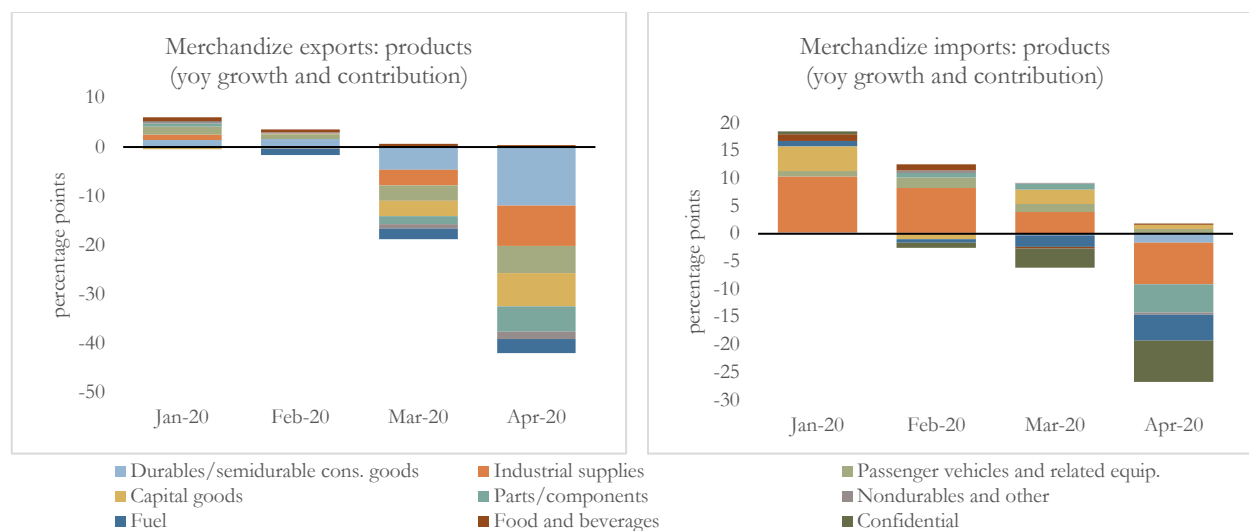 Merchandize exports: products
(yoy growth and contribution)
percentage points
10
0
-10
-20
-30
-40
-50
Jan-20 Feb-20 Mar-20 Apr-20
Merchandize imports: products
(yoy growth and contribution)
percentage points
20
15
10
5
0
-5
-10
-15
-20
-25
-30
Jan-20 Feb-20 Mar-20 Apr-20
Durables/semidurable cons. goods Industrial supplies Passenger vehicles and related equip.
Capital goods Parts/components Nondurables and other
Fuel Food and beverages Confidential